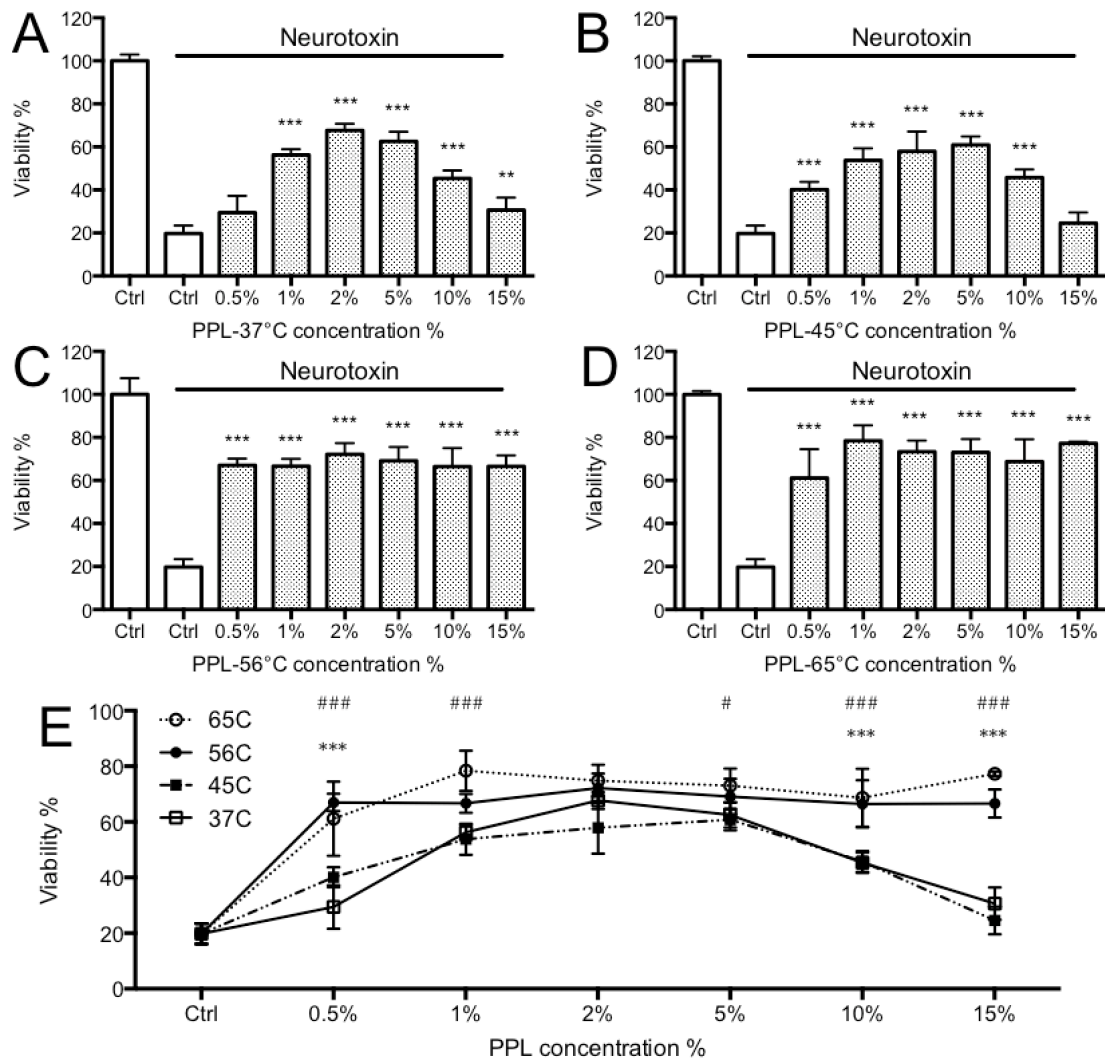 A
120
100
80
60
40
20
0
Viability %
Neurotoxin
*** *** *** *** **
Ctrl Ctrl 0.5% 1% 2% 5% 10% 15%
PPL-37°C concentration %
B
120
100
80
60
40
20
0
Viability %
Neurotoxin
*** *** *** *** ***
Ctrl Ctrl 0.5% 1% 2% 5% 10% 15%
PPL-45°C concentration %
C
120
100
80
60
40
20
0
Viability %
Neurotoxin
*** *** *** *** *** ***
Ctrl Ctrl 0.5% 1% 2% 5% 10% 15%
PPL-56°C concentration %
D
120
100
80
60
40
20
0
Viability %
Neurotoxin
*** *** *** *** *** ***
Ctrl Ctrl 0.5% 1% 2% 5% 10% 15%
PPL-65°C concentration %
E
100
80
60
40
20
0
Viability %
65C
56C
45C
37C
### ### # ### ###
*** *** ***
Ctrl 0.5% 1% 2% 5% 10% 15%
PPL concentration %